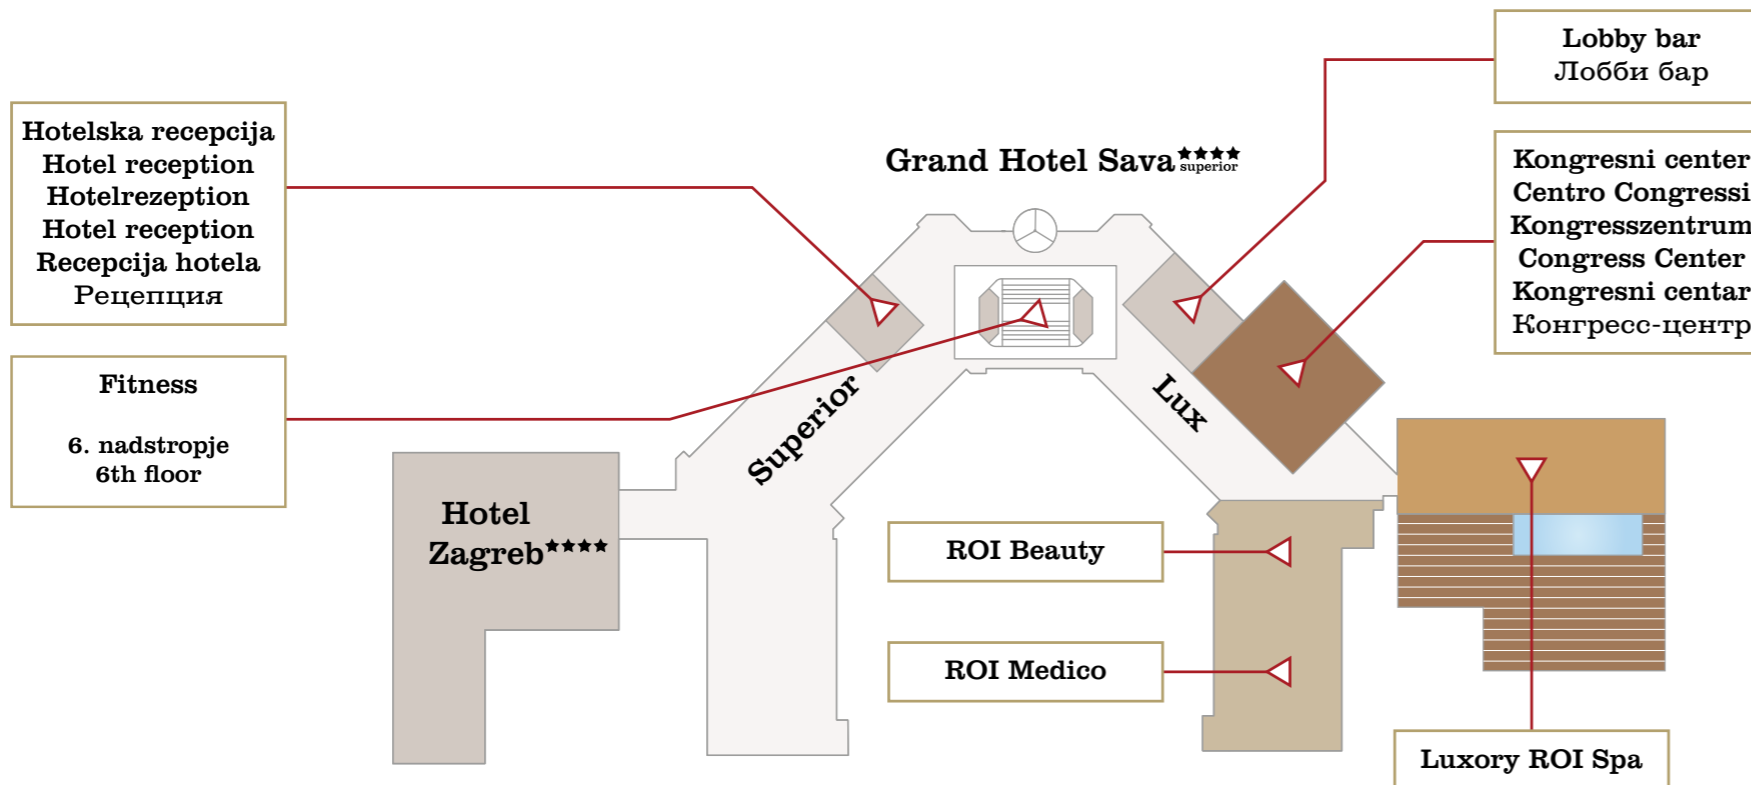 Lobby bar
Лобби бар
Hotelska recepcija
Hotel reception
Hotelrezeption
Hotel reception
Recepcija hotela
Рецепция
Grand Hotel Sava★★★★
superior
Kongresni center
Centro Congressi
Kongresszentrum
Congress Center
Kongresni centar
Конгресс-центр
Fitness
6. nadstropje
6th floor
Superior
Lux
Hotel
Zagreb★★★★
ROI Beauty
ROI Medico
Luxory ROI Spa